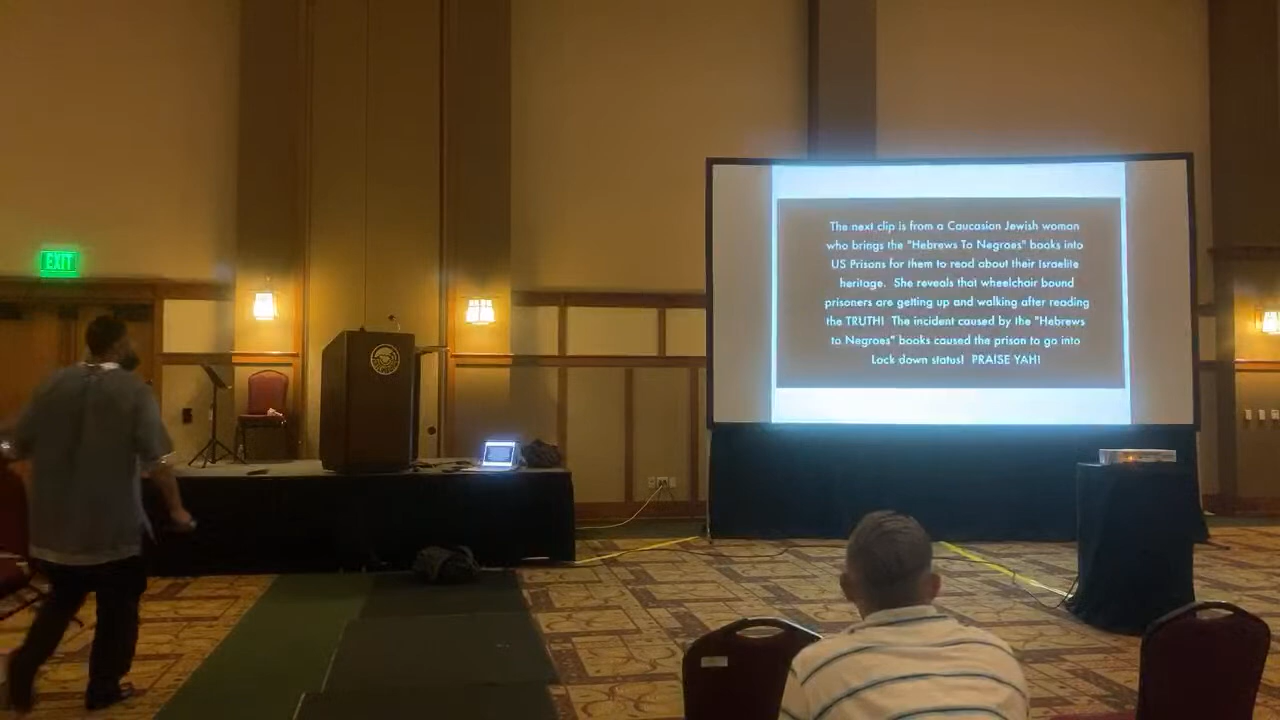 EXIT
The next clip is from a Caucasian Jewish woman
who brings the "Hebrews To Negroes" books into
US Prisons for them to read about their Israelite
heritage. She reveals that wheelchair bound
prisoners are getting up and walking after reading
the TRUTH! The incident caused by the "Hebrews
to Negroes" books caused the prison to go into
Lock down status! PRAISE YAH!